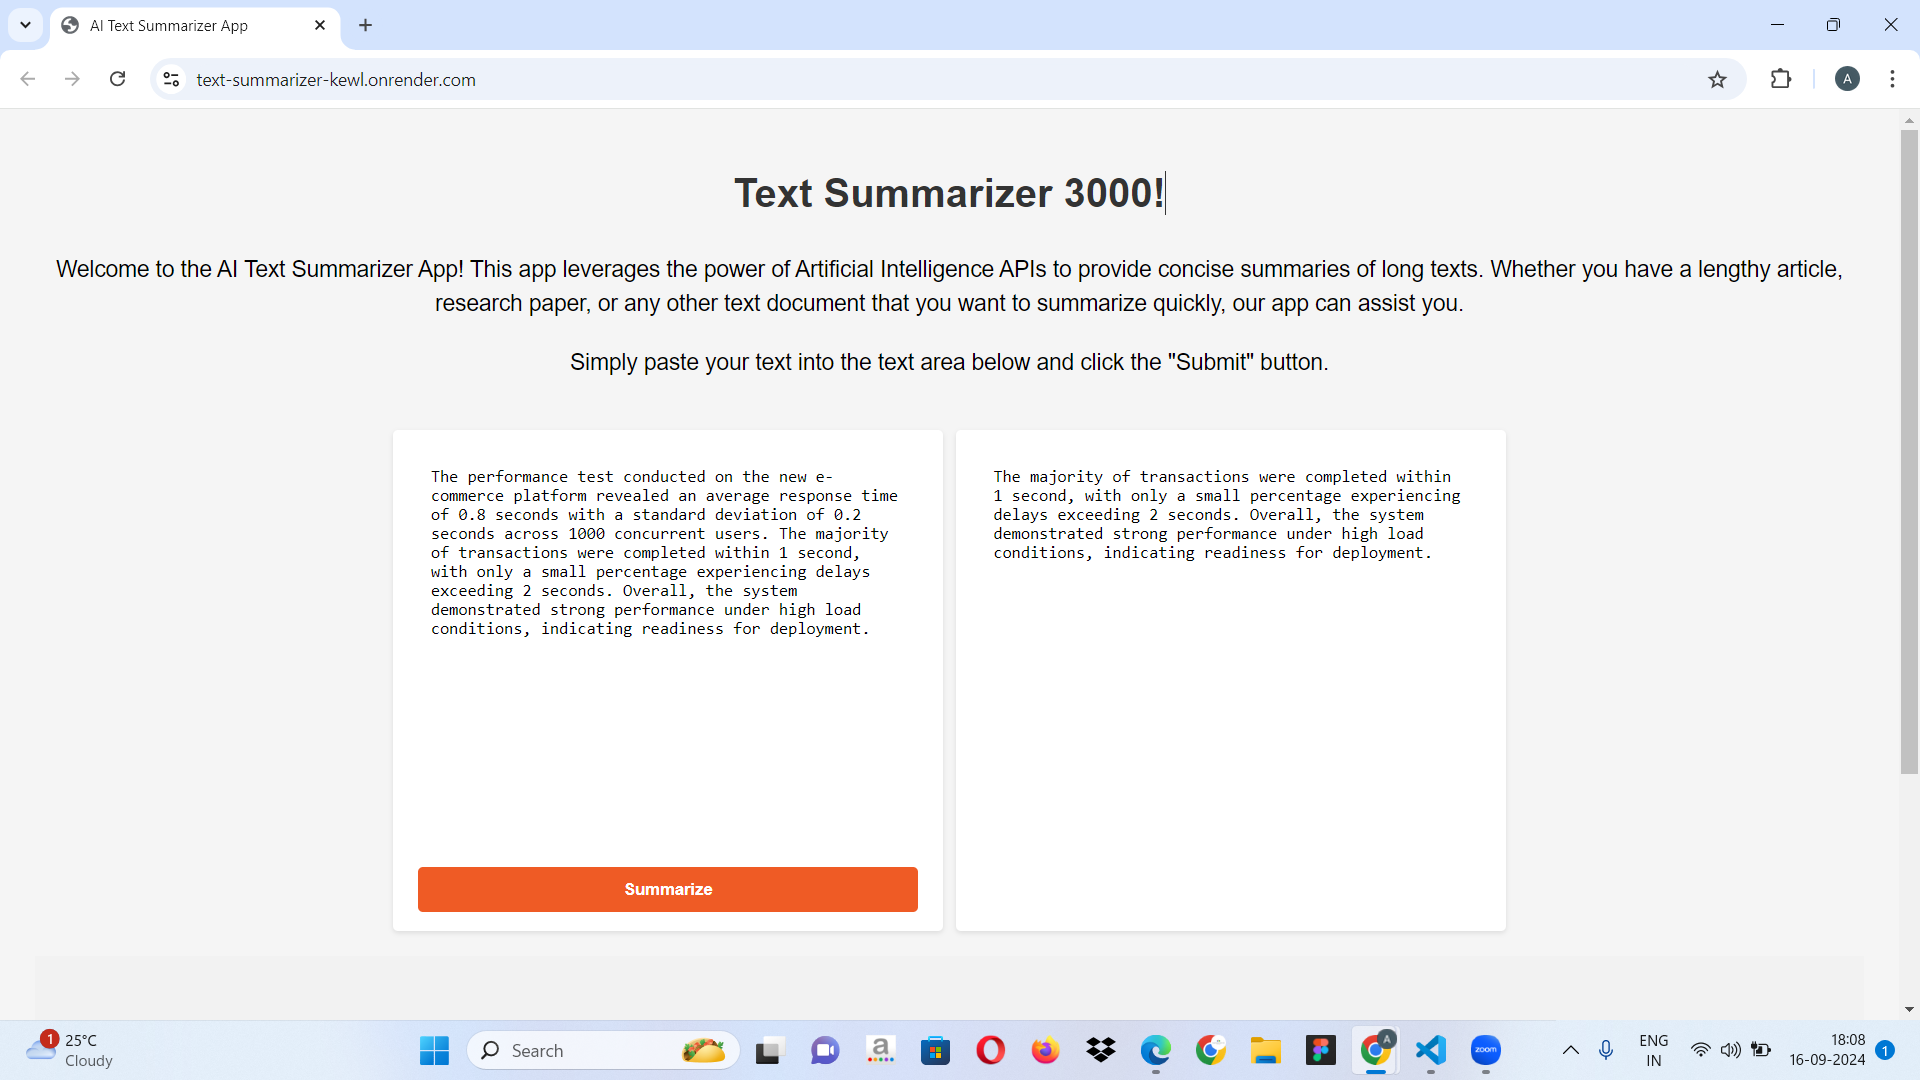 AI Text Summarizer App
text-summarizer-kewl.onrender.com
A
Text Summarizer 3000!
Welcome to the AI Text Summarizer App! This app leverages the power of Artificial Intelligence APIs to provide concise summaries of long texts. Whether you have a lengthy article,
research paper, or any other text document that you want to summarize quickly, our app can assist you.
Simply paste your text into the text area below and click the "Submit" button.
The performance test conducted on the new e-
commerce platform revealed an average response time
of 0.8 seconds with a standard deviation of 0.2
seconds across 1000 concurrent users. The majority
of transactions were completed within 1 second,
with only a small percentage experiencing delays
exceeding 2 seconds. Overall, the system
demonstrated strong performance under high load
conditions, indicating readiness for deployment.
Summarize
The majority of transactions were completed within
1 second, with only a small percentage experiencing
delays exceeding 2 seconds. Overall, the system
demonstrated strong performance under high load
conditions, indicating readiness for deployment.
1
25°C
Cloudy
Search
a
A
zoom
ENG
IN
18:08
16-09-2024
1